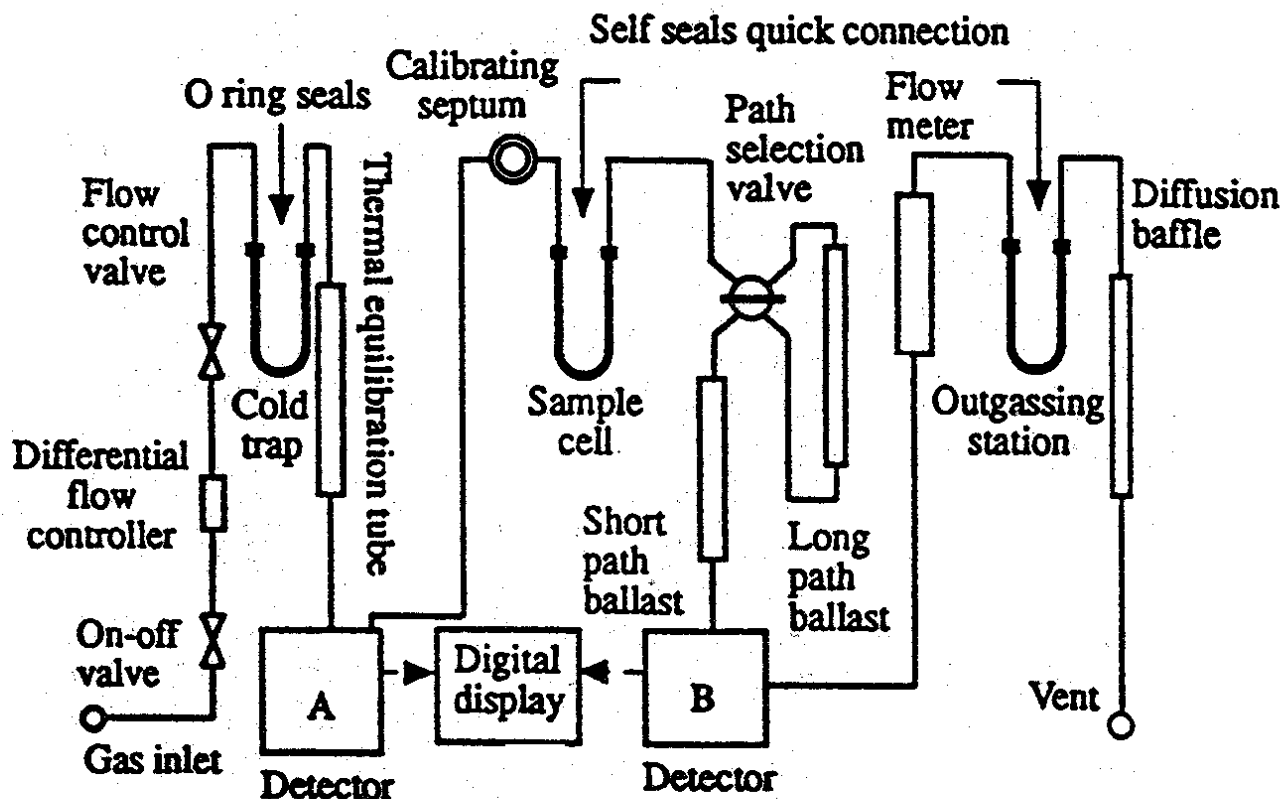 Self seals quick connection
Calibrating
septum
O ring seals
Flow
meter
Path
selection
valve
Thermal equilibration tube
Flow
control
valve
Diffusion
baffle
Cold
trap
Sample
cell
Outgassing
station
Differential
flow
controller
Short
path
ballast
Long
path
ballast
On-off
valve
Digital
display
A
B
Vent
Gas inlet
Detector
Detector